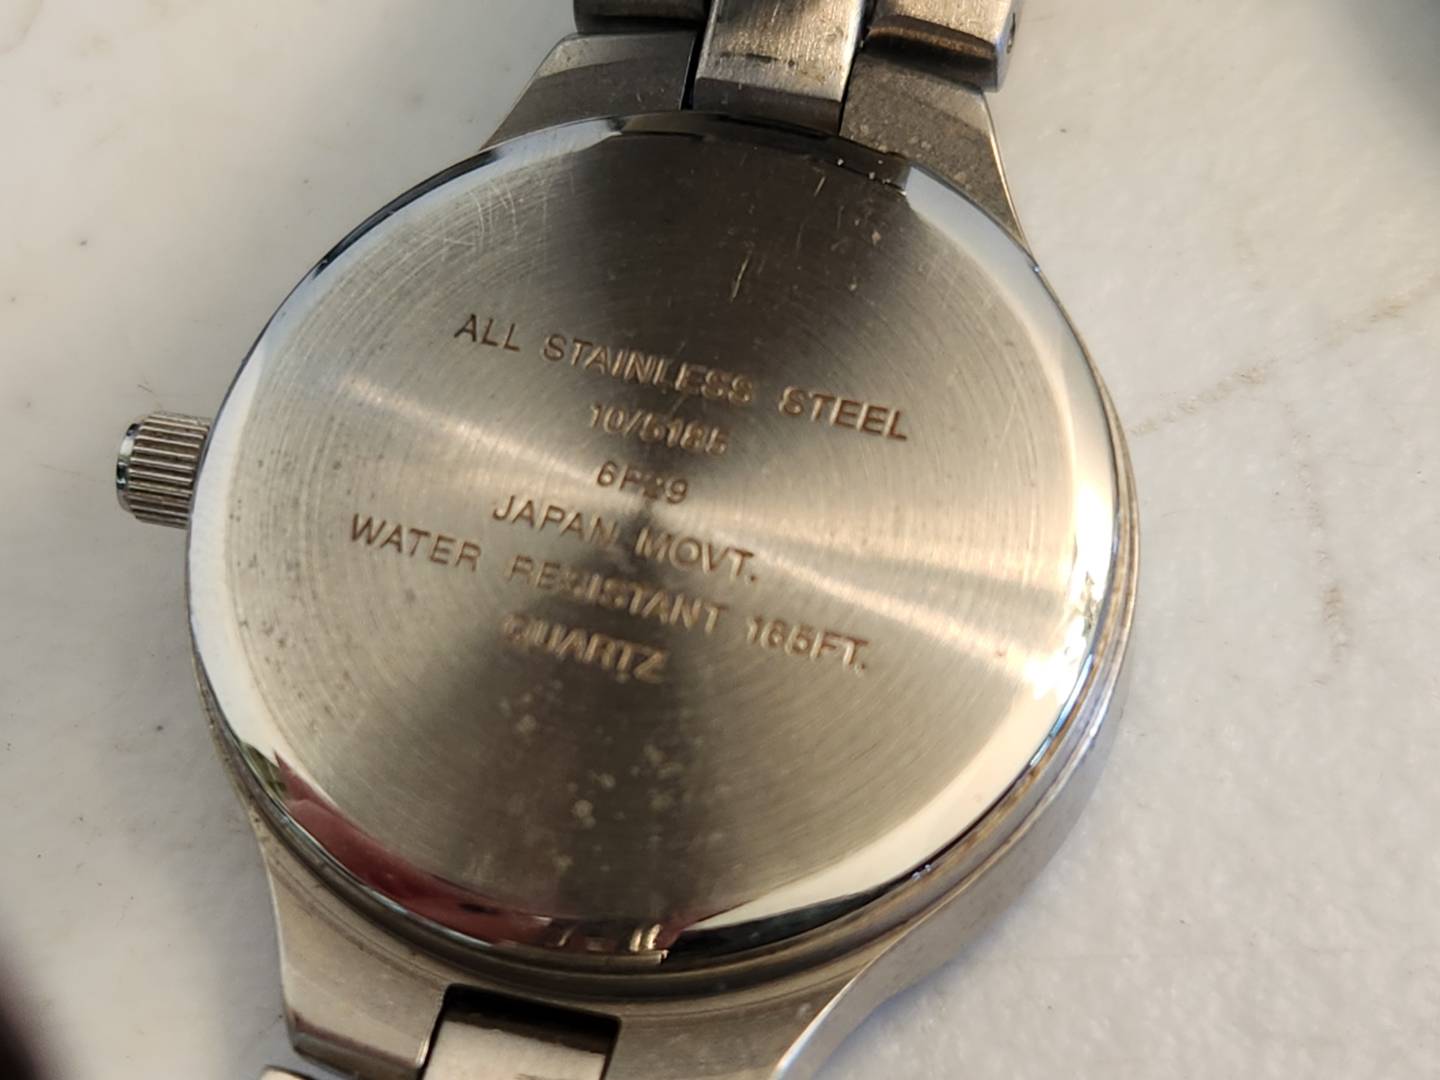 ALL STAINLESS STEEL
10/5185
6P29
JAPAN MOVT.
WATER RESISTANT 165FT.
QUARTZ